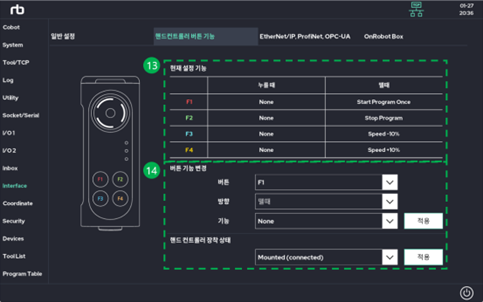 rb
TCP
01-27
20:36
Cobot
System
Tool/TCP
Log
Utility
Socket/Serial
I/O 1
I/O 2
Inbox
Interface
Coordinate
Security
Devices
Tool List
Program Table
일반 설정
핸드컨트롤러 버튼 기능
EtherNet/IP, ProfiNet, OPC-UA
OnRobot Box
F1 F2
F3 F4
13
현재 설정 기능
누를 때 뗄때
F1 None Start Program Once
F2 None Stop Program
F3 None Speed -10%
F4 None Speed +10%
14
버튼 기능 변경
버튼 F1
방향 뗄때
기능 None 적용
핸드 컨트롤러 장착 상태
Mounted (connected) 적용